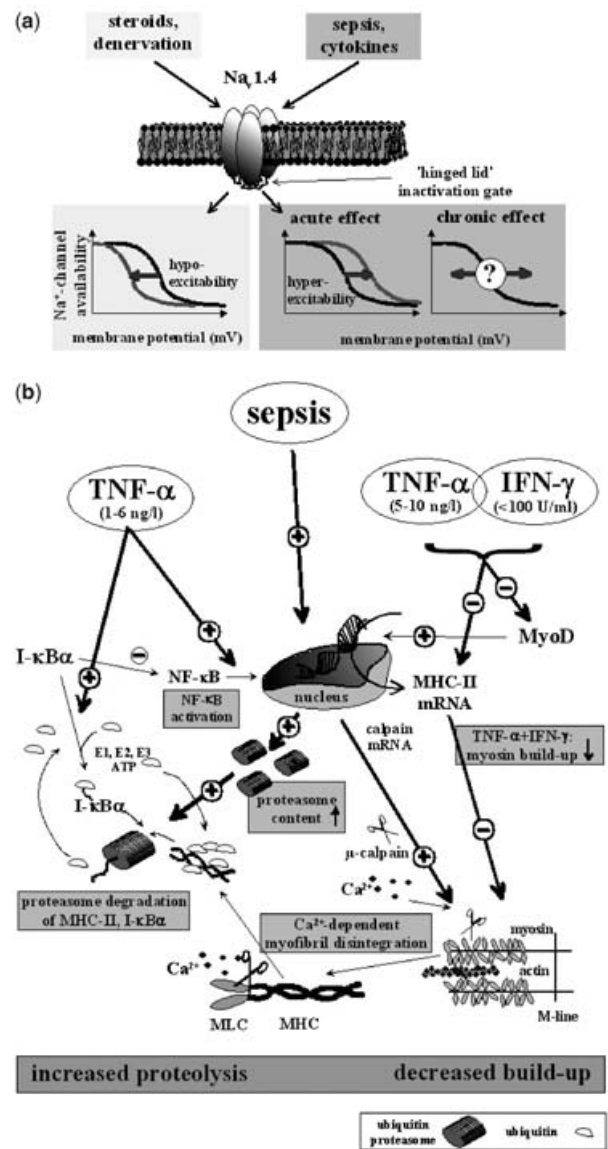 (a)
steroids,
denervation
sepsis,
cytokines
Nav1.4
'hinged lid'
inactivation gate
acute effect
chronic effect
Na+-channel
availability
hypo-
excitability
hyper-
excitability
?
membrane potential (mV)
membrane potential (mV)
(b)
sepsis
TNF-α
(1-6 ng/l)
TNF-α
(5-10 ng/l)
IFN-γ
(<100 U/ml)
+
+
+
−
−
I-κBα
−
NF-κB
NF-κB
activation
nucleus
+
MyoD
MHC-II
mRNA
E1, E2, E3
ATP
I-κBα
+
+
proteasome
content ↑
calpain
mRNA
TNF-α+IFN-γ:
myosin build-up ↓
μ-calpain
+
−
Ca2+
proteasome degradation
of MHC-II, I-κBα
Ca2+-dependent
myofibril disintegration
myosin
actin
M-line
Ca2+
MLC
MHC
increased proteolysis
decreased build-up
ubiquitin
proteasome
ubiquitin